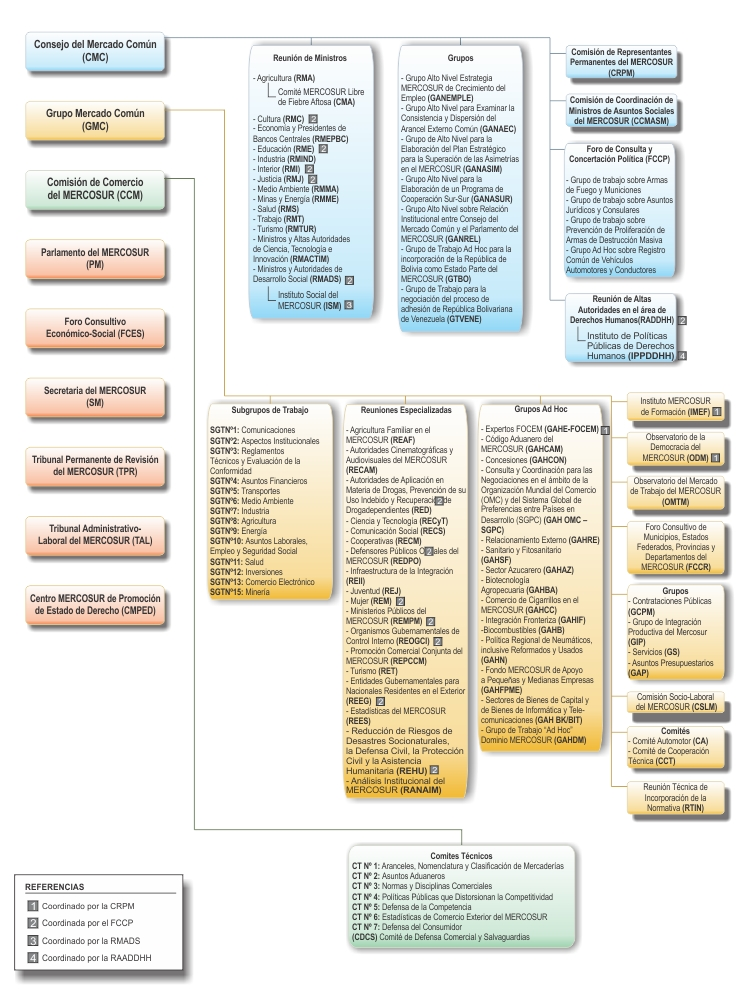 Consejo del Mercado Común
(CMC)
Grupo Mercado Común
(GMC)
Comisión de Comercio
del MERCOSUR (CCM)
Parlamento del MERCOSUR
(PM)
Foro Consultivo
Económico-Social (FCES)
Secretaria del MERCOSUR
(SM)
Tribunal Permanente de Revisión
del MERCOSUR (TPR)
Tribunal Administrativo-
Laboral del MERCOSUR (TAL)
Centro MERCOSUR de Promoción
de Estado de Derecho (CMPED)
Reunión de Ministros
- Agricultura (RMA)
Comité MERCOSUR Libre
de Fiebre Aftosa (CMA)
- Cultura (RMC) 2
- Economía y Presidentes de
Bancos Centrales (RMEPBC)
- Educación (RME) 2
- Industria (RMIND)
- Interior (RMI) 2
- Justicia (RMJ) 2
- Medio Ambiente (RMMA)
- Minas y Energía (RMME)
- Salud (RMS)
- Trabajo (RMT)
- Turismo (RMTUR)
- Ministros y Altas Autoridades
de Ciencia, Tecnología e
Innovación (RMACTIM)
- Ministros y Autoridades de
Desarrollo Social (RMADS) 2
Instituto Social del
MERCOSUR (ISM) 3
Grupos
- Grupo Alto Nivel Estrategia
MERCOSUR de Crecimiento del
Empleo (GANEMPLE)
- Grupo Alto Nivel para Examinar la
Consistencia y Dispersión del
Arancel Externo Común (GANAEC)
- Grupo de Alto Nivel para la
Elaboración del Plan Estratégico
para la Superación de las Asimetrías
en el MERCOSUR (GANASIM)
- Grupo Alto Nivel para la
Elaboración de un Programa de
Cooperación Sur-Sur (GANASUR)
- Grupo Alto Nivel sobre Relación
Institucional entre Consejo del
Mercado Común y el Parlamento del
MERCOSUR (GANREL)
- Grupo de Trabajo Ad Hoc para la
incorporación de la República de
Bolivia como Estado Parte del
MERCOSUR (GTBO)
- Grupo de Trabajo para la
negociación del proceso de
adhesión de República Bolivariana
de Venezuela (GTVENE)
Comisión de Representantes
Permanentes del MERCOSUR
(CRPM)
Comisión de Coordinación de
Ministros de Asuntos Sociales
del MERCOSUR (CCMASM)
Foro de Consulta y
Concertación Política (FCCP)
- Grupo de trabajo sobre Armas
de Fuego y Municiones
- Grupo de trabajo sobre Asuntos
Jurídicos y Consulares
- Grupo de trabajo sobre
Prevención de Proliferación de
Armas de Destrucción Masiva
- Grupo Ad Hoc sobre Registro
Común de Vehículos
Automotores y Conductores
Reunión de Altas
Autoridades en el área de
Derechos Humanos(RADDHH) 2
Instituto de Políticas
Públicas de Derechos
Humanos (IPPDDHH) 4
Subgrupos de Trabajo
SGTNº1: Comunicaciones
SGTNº2: Aspectos Institucionales
SGTNº3: Reglamentos
Técnicos y Evaluación de la
Conformidad
SGTNº4: Asuntos Financieros
SGTNº5: Transportes
SGTNº6: Medio Ambiente
SGTNº7: Industria
SGTNº8: Agricultura
SGTNº9: Energía
SGTNº10: Asuntos Laborales,
Empleo y Seguridad Social
SGTNº11: Salud
SGTNº12: Inversiones
SGTNº13: Comercio Electrónico
SGTNº15: Minería
Reuniones Especializadas
- Agricultura Familiar en el
MERCOSUR (REAF)
- Autoridades Cinematográficas y
Audiovisuales del MERCOSUR
(RECAM)
- Autoridades de Aplicación en
Materia de Drogas, Prevención de su
Uso Indebido y Recuperación 2 de
Drogadependientes (RED)
- Ciencia y Tecnología (RECyT)
- Comunicación Social (RECS)
- Cooperativas (RECM)
- Defensores Públicos 2 del
MERCOSUR (REDPO)
- Infraestructura de la Integración
(REII)
- Juventud (REJ)
- Mujer (REM) 2
- Ministerios Públicos del
MERCOSUR (REMPM) 2
- Organismos Gubernamentales de
Control Interno (REOGCI) 2
- Promoción Comercial Conjunta del
MERCOSUR (REPCCM)
- Turismo (RET)
- Entidades Gubernamentales para
Nacionales Residentes en el Exterior
(REEG) 2
- Estadisticas del MERCOSUR
(REES)
- Reducción de Riesgos de
Desastres Socionaturales,
la Defensa Civil, la Protección
Civil y la Asistencia
Humanitaria (REHU) 2
- Análisis Institucional del
MERCOSUR (RANAIM)
Grupos Ad Hoc
- Expertos FOCEM (GAHE-FOCEM) 1
- Código Aduanero del
MERCOSUR (GAHCAM)
- Concesiones (GAHCON)
- Consulta y Coordinación para las
Negociaciones en el ámbito de la
Organización Mundial del Comercio
(OMC) y del Sistema Global de
Preferencias entre Países en
Desarrollo (SGPC) (GAH OMC –
SGPC)
- Relacionamiento Externo (GAHRE)
- Sanitario y Fitosanitario
(GAHSF)
- Sector Azucarero (GAHAZ)
- Biotecnología
Agropecuaria (GAHBA)
- Comercio de Cigarrillos en el
MERCOSUR (GAHCC)
- Integración Fronteriza (GAHIF)
-Biocombustibles (GAHB)
- Política Regional de Neumáticos,
inclusive Reformados y Usados
(GAHN)
- Fondo MERCOSUR de Apoyo
a Pequeñas y Medianas Empresas
(GAHFPME)
- Sectores de Bienes de Capital y
de Bienes de Informática y Tele-
comunicaciones (GAH BK/BIT)
- Grupo de Trabajo "Ad Hoc"
Dominio MERCOSUR (GAHDM)
Instituto MERCOSUR
de Formación (IMEF) 1
Observatorio de la
Democracia del
MERCOSUR (ODM) 1
Observatorio del Mercado
de Trabajo del MERCOSUR
(OMTM)
Foro Consultivo de
Municipios, Estados
Federados, Provincias y
Departamentos del
MERCOSUR (FCCR)
Grupos
- Contrataciones Públicas
(GCPM)
- Grupo de Integración
Productiva del Mercosur
(GIP)
- Servicios (GS)
- Asuntos Presupuestarios
(GAP)
Comisión Socio-Laboral
del MERCOSUR (CSLM)
Comités
- Comité Automotor (CA)
- Comité de Cooperación
Técnica (CCT)
Reunión Técnica de
Incorporación de la
Normativa (RTIN)
Comites Técnicos
CT Nº 1: Aranceles, Nomenclatura y Clasificación de Mercaderías
CT Nº 2: Asuntos Aduaneros
CT Nº 3: Normas y Disciplinas Comerciales
CT Nº 4: Políticas Públicas que Distorsionan la Competitividad
CT Nº 5: Defensa de la Competencia
CT Nº 6: Estadísticas de Comercio Exterior del MERCOSUR
CT Nº 7: Defensa del Consumidor
(CDCS) Comité de Defensa Comercial y Salvaguardias
REFERENCIAS
1 Coordinado por la CRPM
2 Coordinada por el FCCP
3 Coordinado por la RMADS
4 Coordinado por la RAADDHH